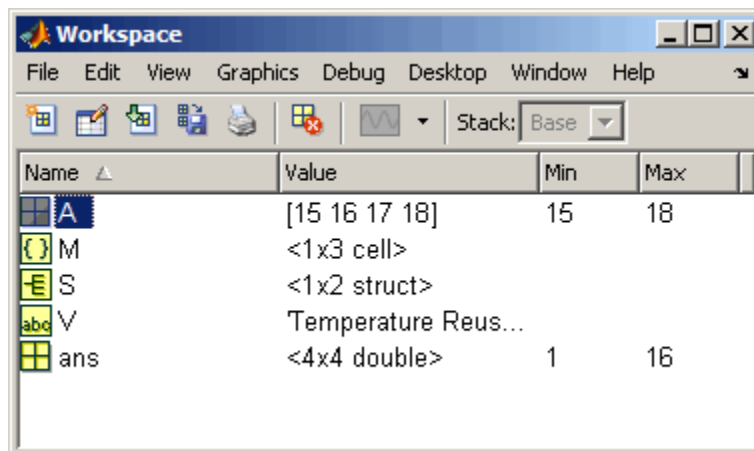 Workspace
File Edit View Graphics Debug Desktop Window Help
Stack: Base
Name Value Min Max
A [15 16 17 18] 15 18
{ } M <1x3 cell>
S <1x2 struct>
abc V 'Temperature Reus...
ans <4x4 double> 1 16